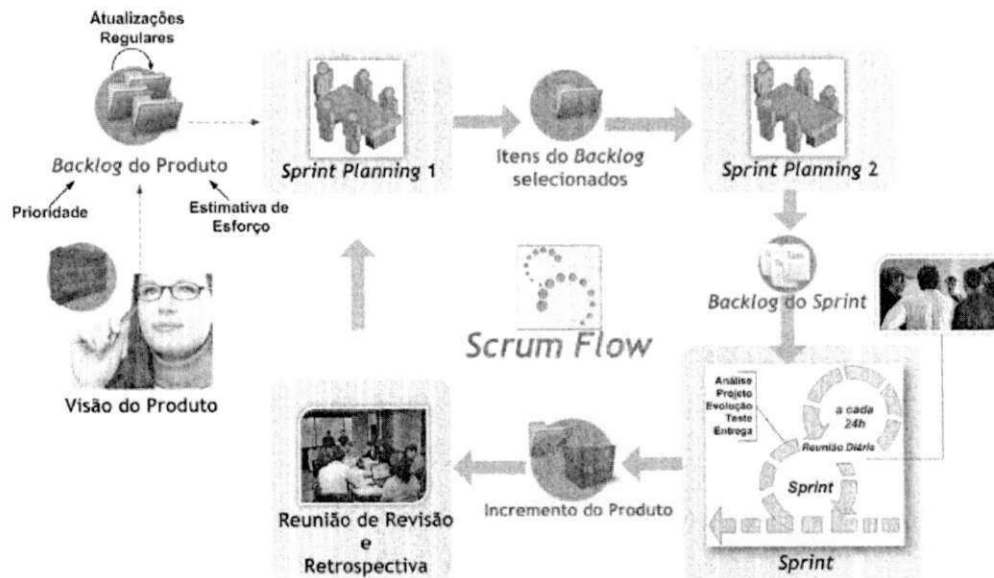 Atualizações
Regulares
Backlog do Produto
Prioridade
Estimativa de
Esforço
Visão do Produto
Sprint Planning 1
Itens do Backlog
selecionados
Sprint Planning 2
Backlog do Sprint
Scrum Flow
Análise
Projeto
Evolução
Teste
Entrega
a cada
24h
Reunião Diária
Sprint
Sprint
Incremento do Produto
Reunião de Revisão
e
Retrospectiva